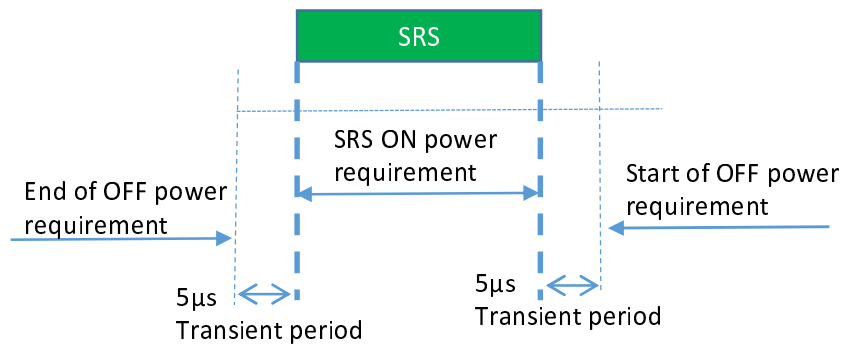 SRS
SRS ON power
requirement
End of OFF power
requirement
Start of OFF power
requirement
5µs
Transient period
5µs
Transient period